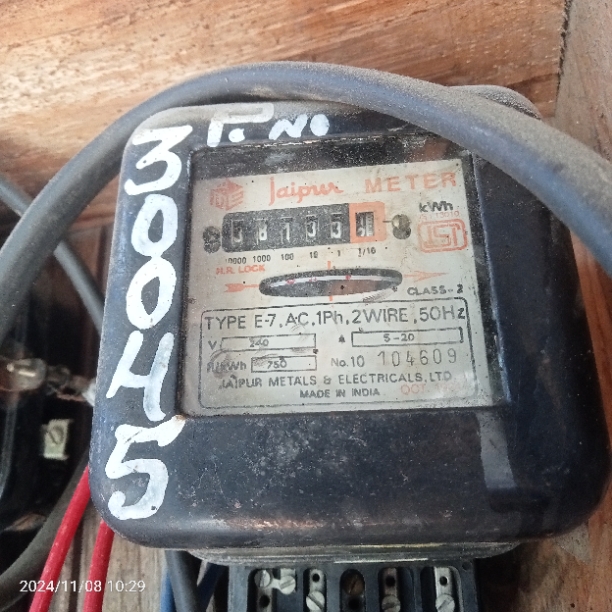 P. NO
30045
Jaipur METER
kWh
ISI
10000 1000 100 10 1 1/10
M.R. LOCK
CLASS-2
TYPE E-7, AC, 1Ph, 2WIRE, 50Hz
V 240 A 5-20
R/kWh 750 No. 10 104609
JAIPUR METALS & ELECTRICALS, LTD
MADE IN INDIA
2024/11/08 10:29